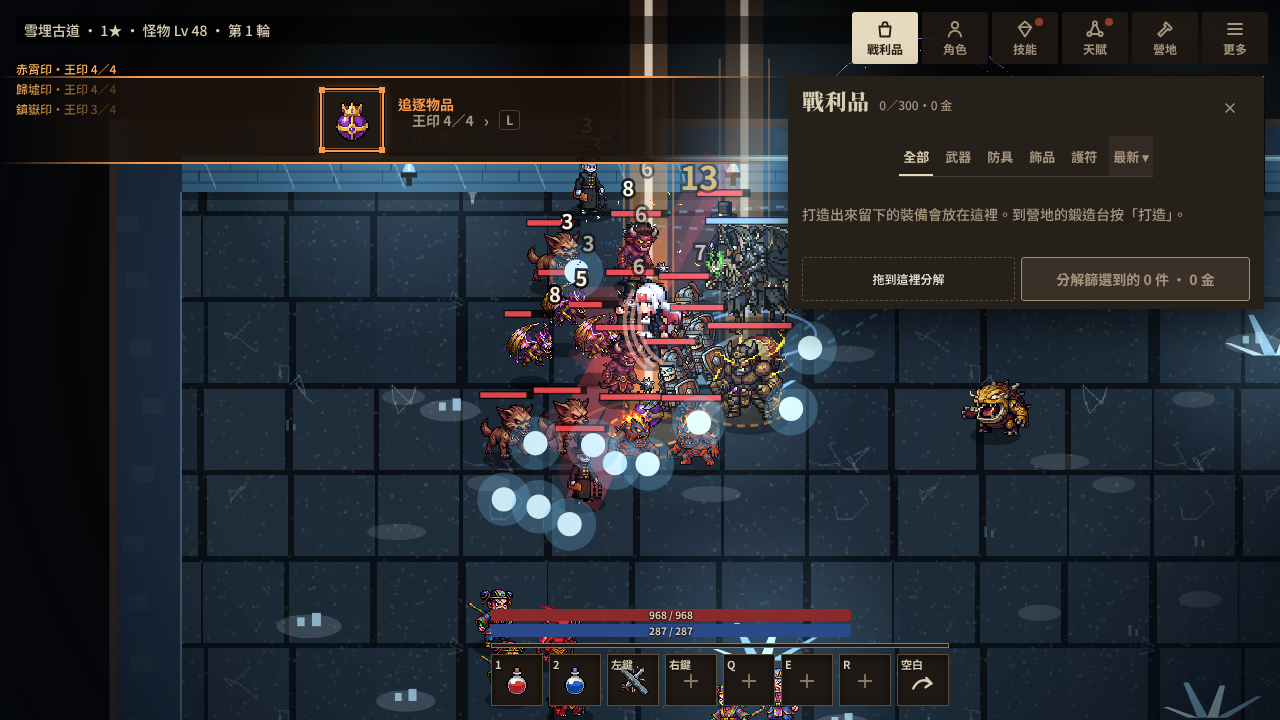 雪埋古道 · 1★ · 怪物 Lv 48 · 第 1 輪
赤霄印·王印 4／4
歸墟印·王印 4／4
鎮嶽印·王印 3／4
追逐物品
王印 4／4 › L
戰利品
角色
技能
天賦
營地
更多
戰利品 0／300·0 金
全部 武器 防具 飾品 護符 最新▾
打造出來留下的裝備會放在這裡。到營地的鍛造台按「打造」。
拖到這裡分解
分解篩選到的 0 件 · 0 金
3
6
13
8
3
6
3
7
6
5
8
968 / 968
287 / 287
1
2
左鍵
右鍵
Q
E
R
空白